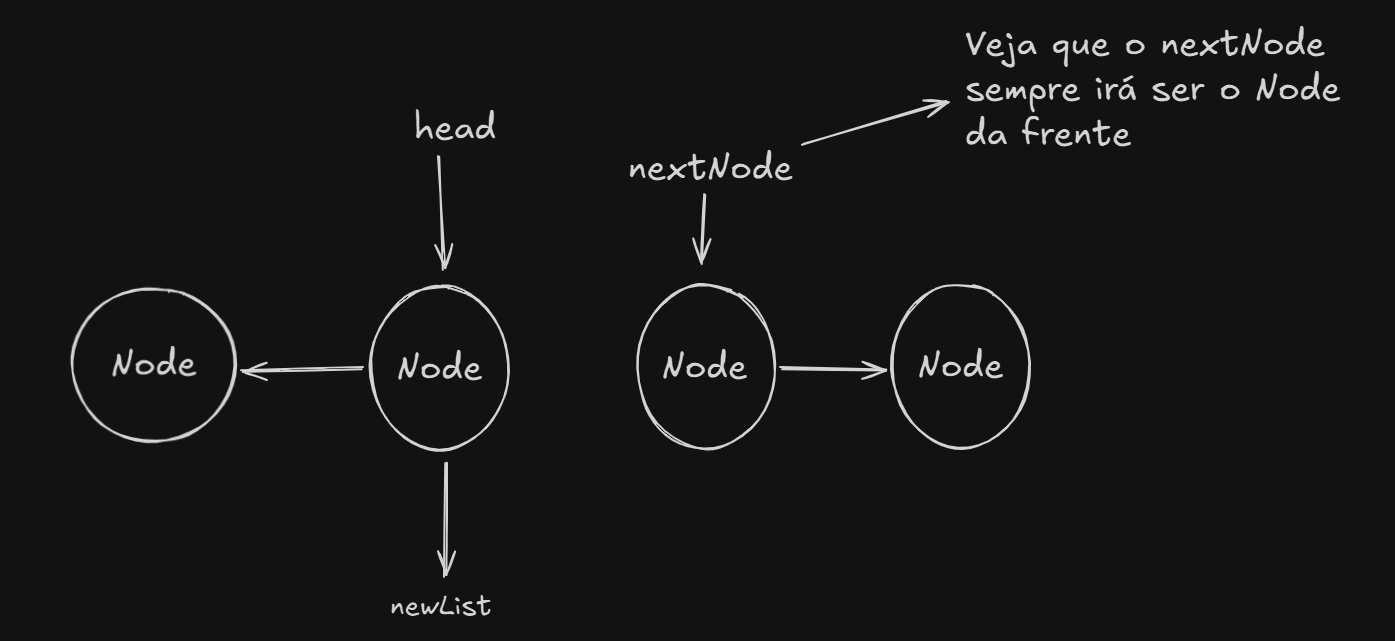 Veja que o nextNode
sempre irá ser o Node
da frente
head
nextNode
Node
Node
Node
Node
newList